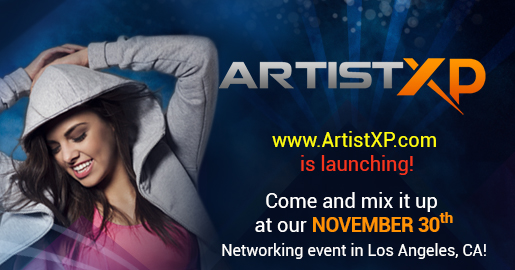 ARTISTXP
www.ArtistXP.com
is launching!
Come and mix it up
at our NOVEMBER 30th
Networking event in Los Angeles, CA!